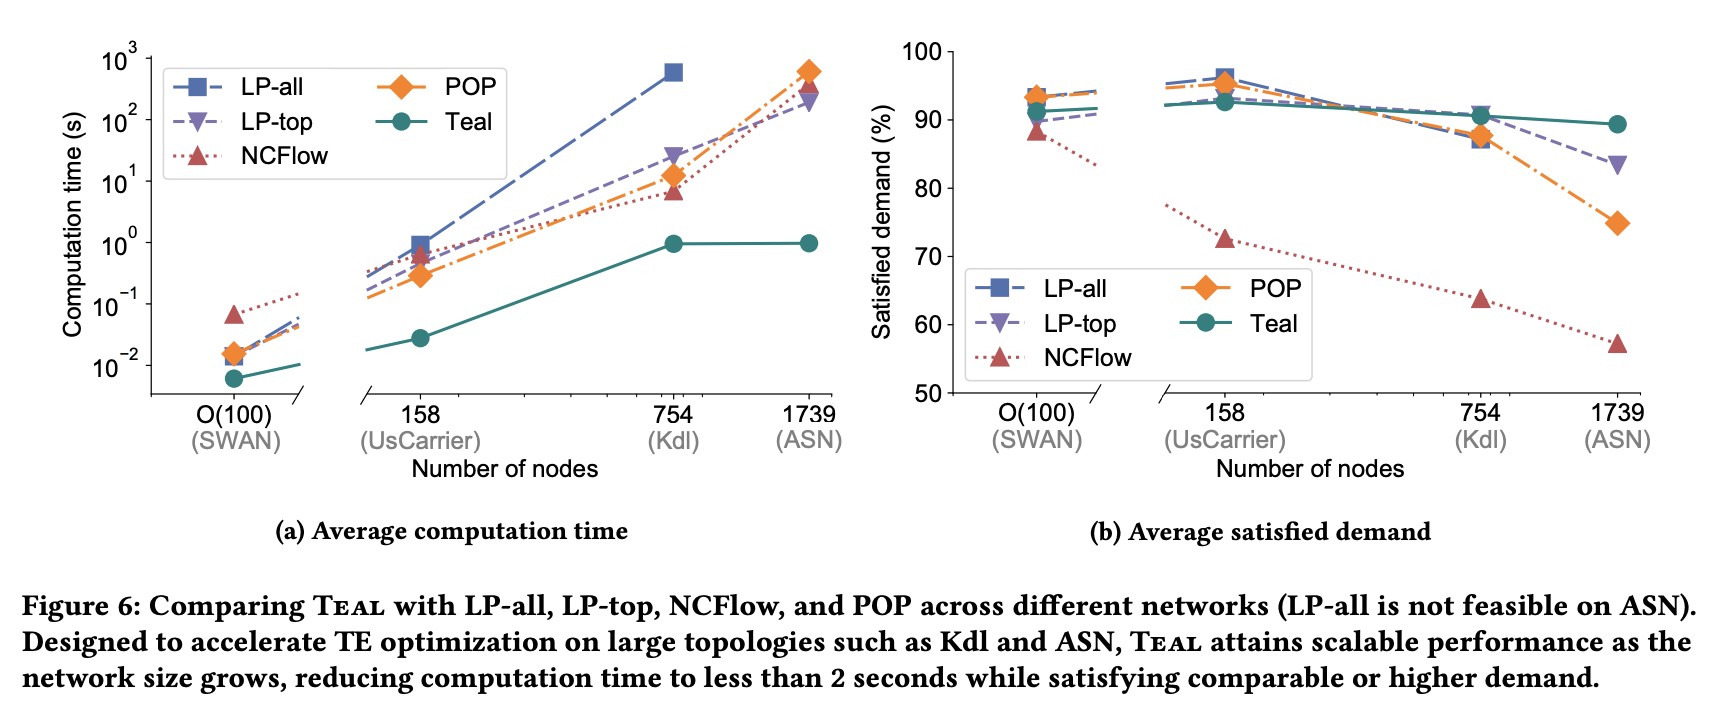 10^3
10^2
10^1
10^0
10^−1
10^−2
Computation time (s)
LP-all
LP-top
NCFlow
POP
Teal
O(100)
(SWAN)
158
(UsCarrier)
754
(Kdl)
1739
(ASN)
Number of nodes
(a) Average computation time
100
90
80
70
60
50
Satisfied demand (%)
LP-all
LP-top
NCFlow
POP
Teal
O(100)
(SWAN)
158
(UsCarrier)
754
(Kdl)
1739
(ASN)
Number of nodes
(b) Average satisfied demand
Figure 6: Comparing TEAL with LP-all, LP-top, NCFlow, and POP across different networks (LP-all is not feasible on ASN).
Designed to accelerate TE optimization on large topologies such as Kdl and ASN, TEAL attains scalable performance as the
network size grows, reducing computation time to less than 2 seconds while satisfying comparable or higher demand.